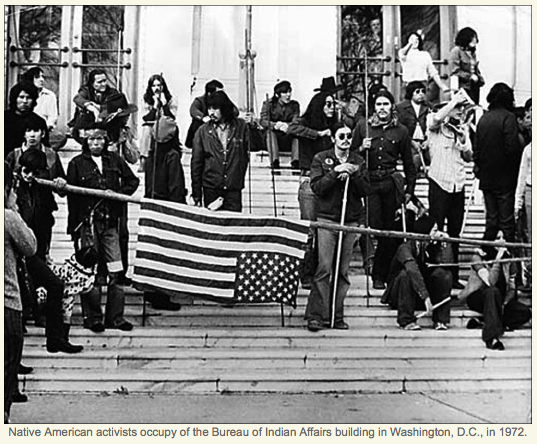 Native American activists occupy of the Bureau of Indian Affairs building in Washington, D.C., in 1972.